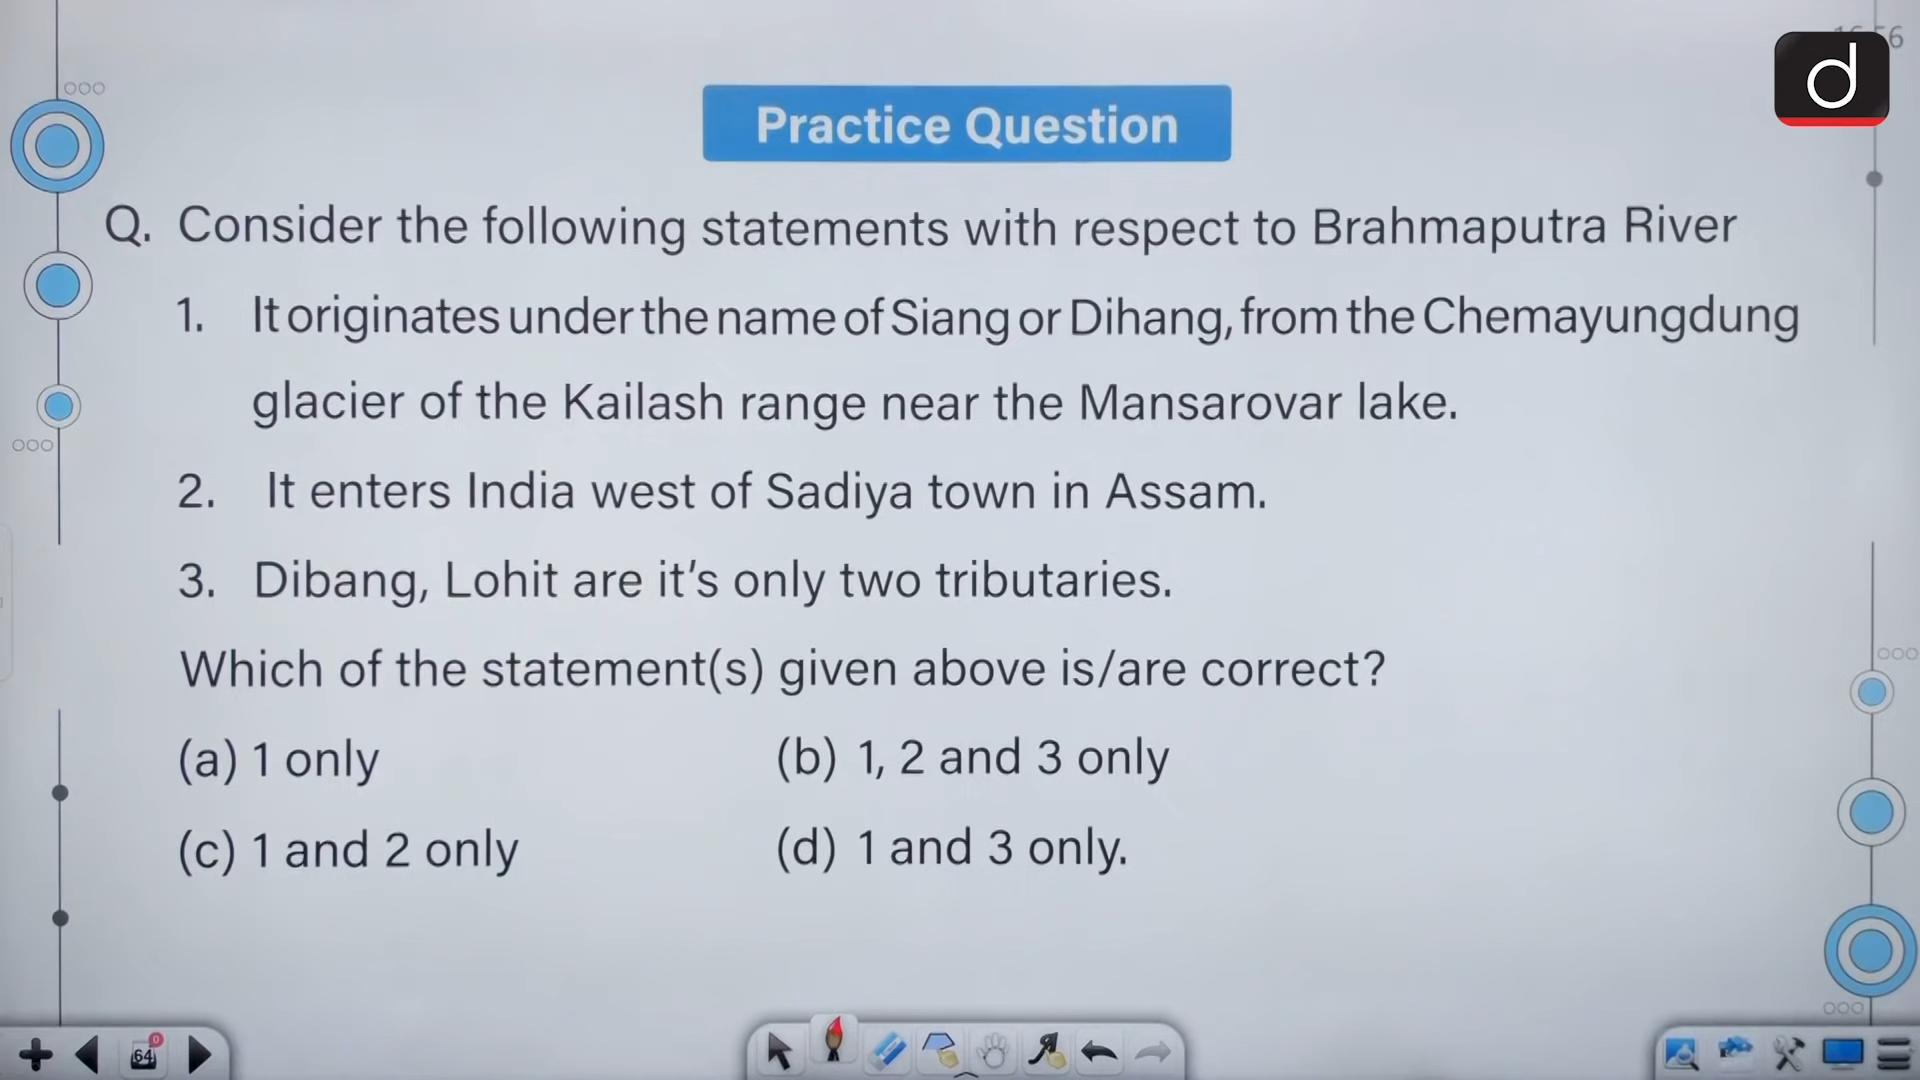 Practice Question
Q. Consider the following statements with respect to Brahmaputra River
1. It originates under the name of Siang or Dihang, from the Chemayungdung
glacier of the Kailash range near the Mansarovar lake.
2. It enters India west of Sadiya town in Assam.
3. Dibang, Lohit are it's only two tributaries.
Which of the statement(s) given above is/are correct?
(a) 1 only
(b) 1, 2 and 3 only
(c) 1 and 2 only
(d) 1 and 3 only.
d
64
0